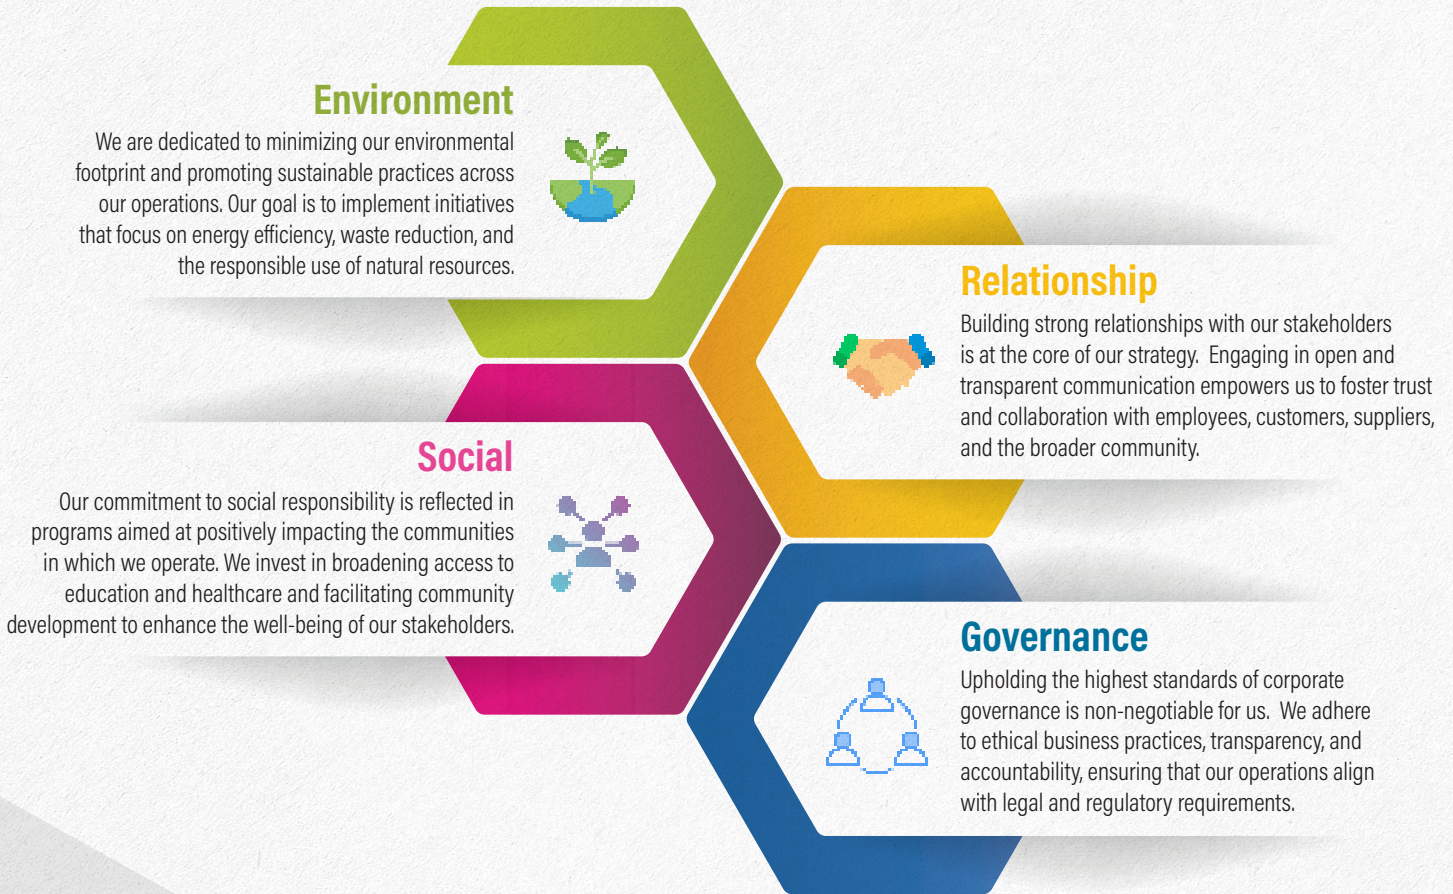 Environment
We are dedicated to minimizing our environmental
footprint and promoting sustainable practices across
our operations. Our goal is to implement initiatives
that focus on energy efficiency, waste reduction, and
the responsible use of natural resources.
Relationship
Building strong relationships with our stakeholders
is at the core of our strategy.  Engaging in open and
transparent communication empowers us to foster trust
and collaboration with employees, customers, suppliers,
and the broader community.
Social
Our commitment to social responsibility is reflected in
programs aimed at positively impacting the communities
in which we operate. We invest in broadening access to
education and healthcare and facilitating community
development to enhance the well-being of our stakeholders.
Governance
Upholding the highest standards of corporate
governance is non-negotiable for us.  We adhere
to ethical business practices, transparency, and
accountability, ensuring that our operations align
with legal and regulatory requirements.